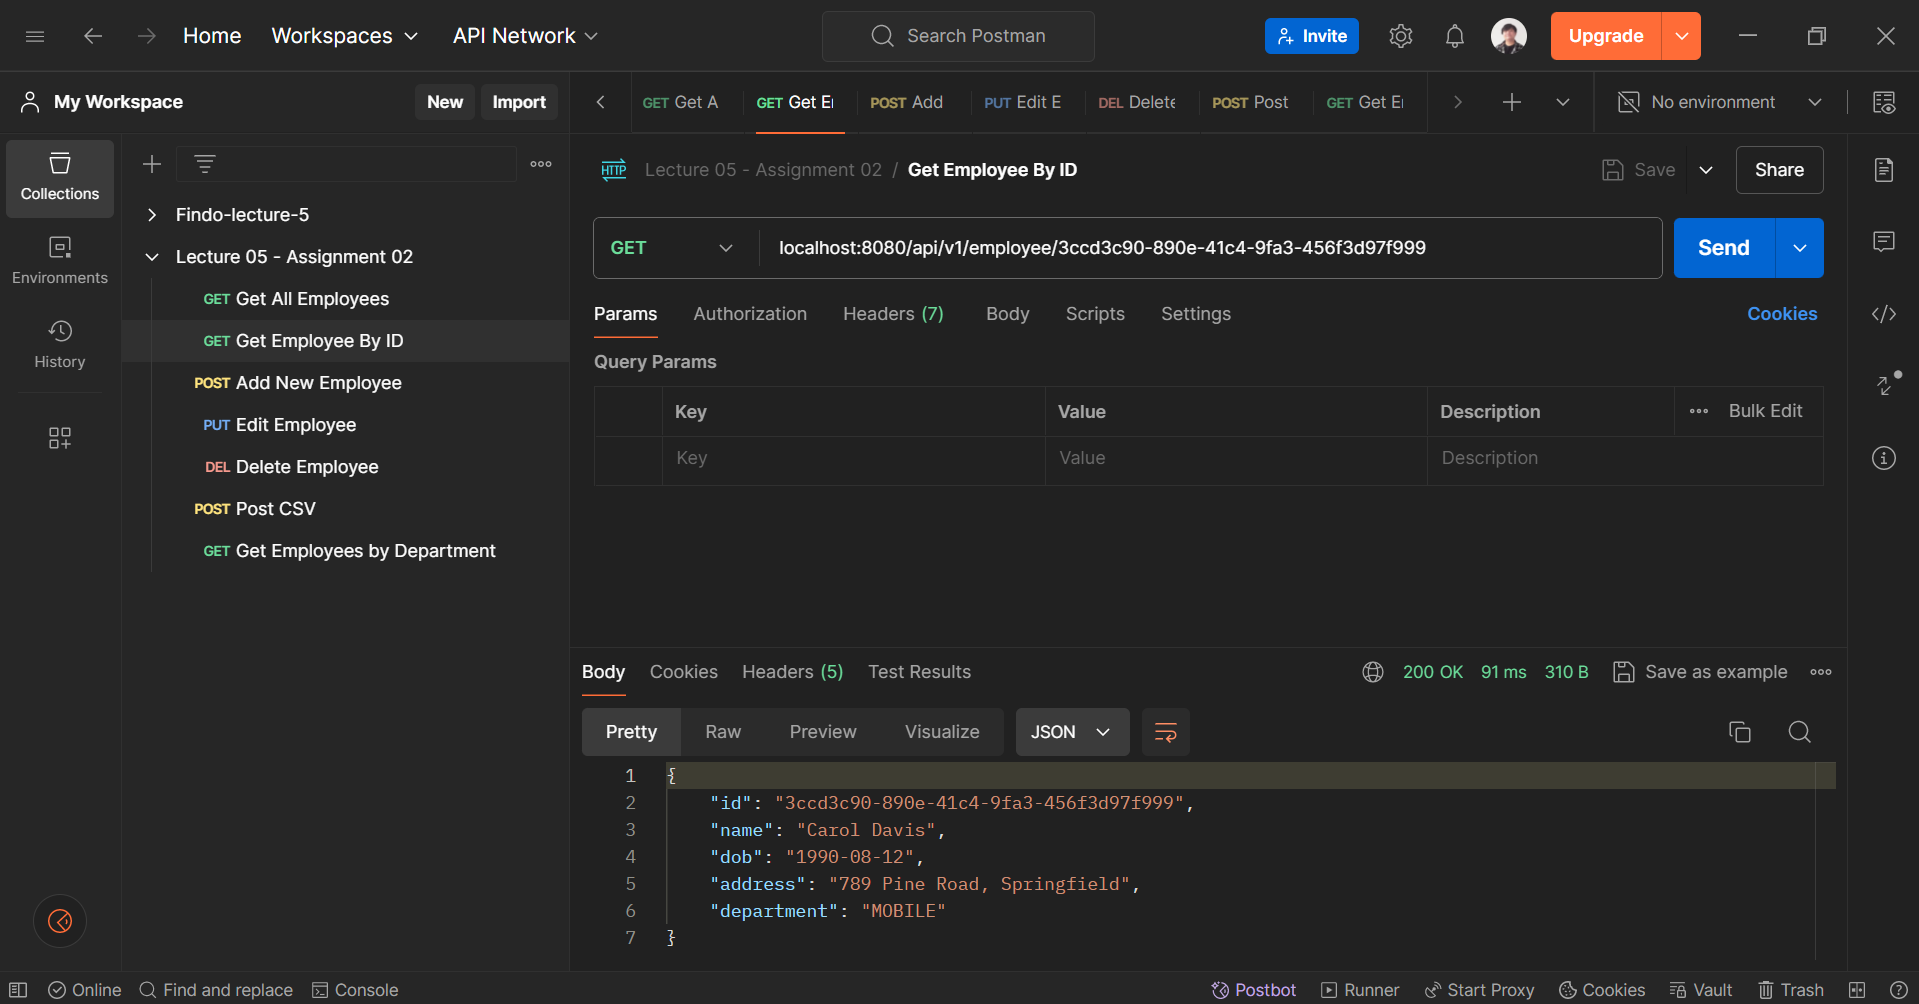 Home Workspaces API Network Search Postman Invite Upgrade
My Workspace New Import
GET Get A GET Get E POST Add PUT Edit E DEL Delete POST Post GET Get E No environment
Collections
Environments
History
Findo-lecture-5
Lecture 05 - Assignment 02
GET Get All Employees
GET Get Employee By ID
POST Add New Employee
PUT Edit Employee
DEL Delete Employee
POST Post CSV
GET Get Employees by Department
HTTP Lecture 05 - Assignment 02 / Get Employee By ID Save Share
GET localhost:8080/api/v1/employee/3ccd3c90-890e-41c4-9fa3-456f3d97f999 Send
Params Authorization Headers (7) Body Scripts Settings Cookies
Query Params
Key Value Description Bulk Edit
Key Value Description
Body Cookies Headers (5) Test Results 200 OK 91 ms 310 B Save as example
Pretty Raw Preview Visualize JSON
1 {
2 "id": "3ccd3c90-890e-41c4-9fa3-456f3d97f999",
3 "name": "Carol Davis",
4 "dob": "1990-08-12",
5 "address": "789 Pine Road, Springfield",
6 "department": "MOBILE"
7 }
Online Find and replace Console Postbot Runner Start Proxy Cookies Vault Trash